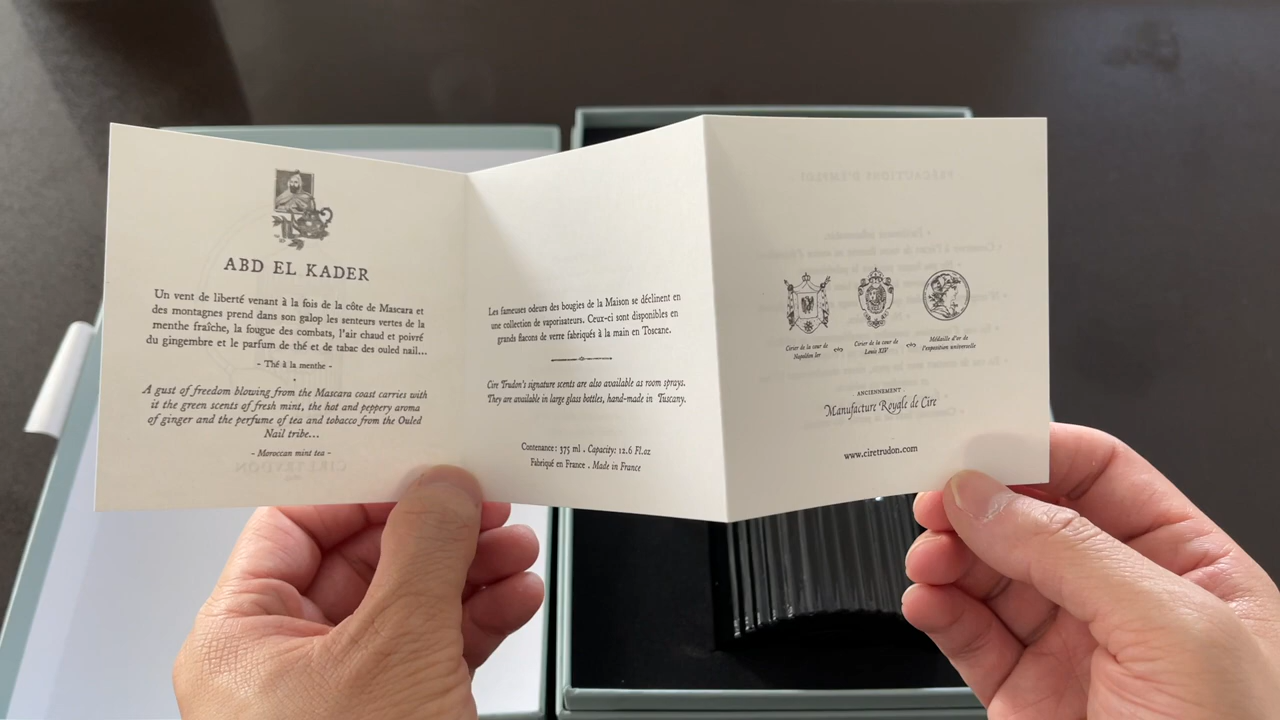 ABD EL KADER
Un vent de liberté venant à la fois de la côte de Mascara et
des montagnes prend dans son galop les senteurs vertes de la
menthe fraîche, la fougue des combats, l'air chaud et poivré
du gingembre et le parfum de thé et de tabac des ouled nail...
- Thé à la menthe -
A gust of freedom blowing from the Mascara coast carries with
it the green scents of fresh mint, the hot and peppery aroma
of ginger and the perfume of tea and tobacco from the Ouled
Nail tribe...
- Moroccan mint tea -
Les fameuses odeurs des bougies de la Maison se déclinent en
une collection de vaporisateurs. Ceux-ci sont disponibles en
grands flacons de verre fabriqués à la main en Toscane.
Cire Trudon's signature scents are also available as room sprays.
They are available in large glass bottles, hand-made in Tuscany.
Contenance: 375 ml . Capacity: 12.6 Fl.oz
Fabriqué en France . Made in France
Cirier de la cour de
Napoléon Ier
Cirier de la cour de
Louis XIV
Médaille d'or de
l'exposition universelle
ANCIENNEMENT
Manufacture Royale de Cire
www.ciretrudon.com